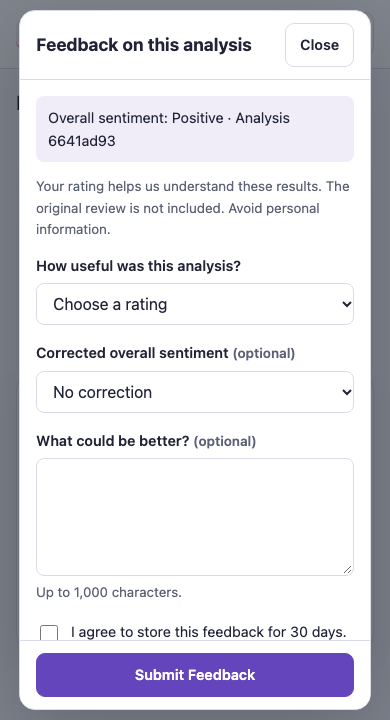 Feedback on this analysis
Close
Overall sentiment: Positive · Analysis
6641ad93
Your rating helps us understand these results. The
original review is not included. Avoid personal
information.
How useful was this analysis?
Choose a rating
Corrected overall sentiment (optional)
No correction
What could be better? (optional)
Up to 1,000 characters.
I agree to store this feedback for 30 days.
Submit Feedback